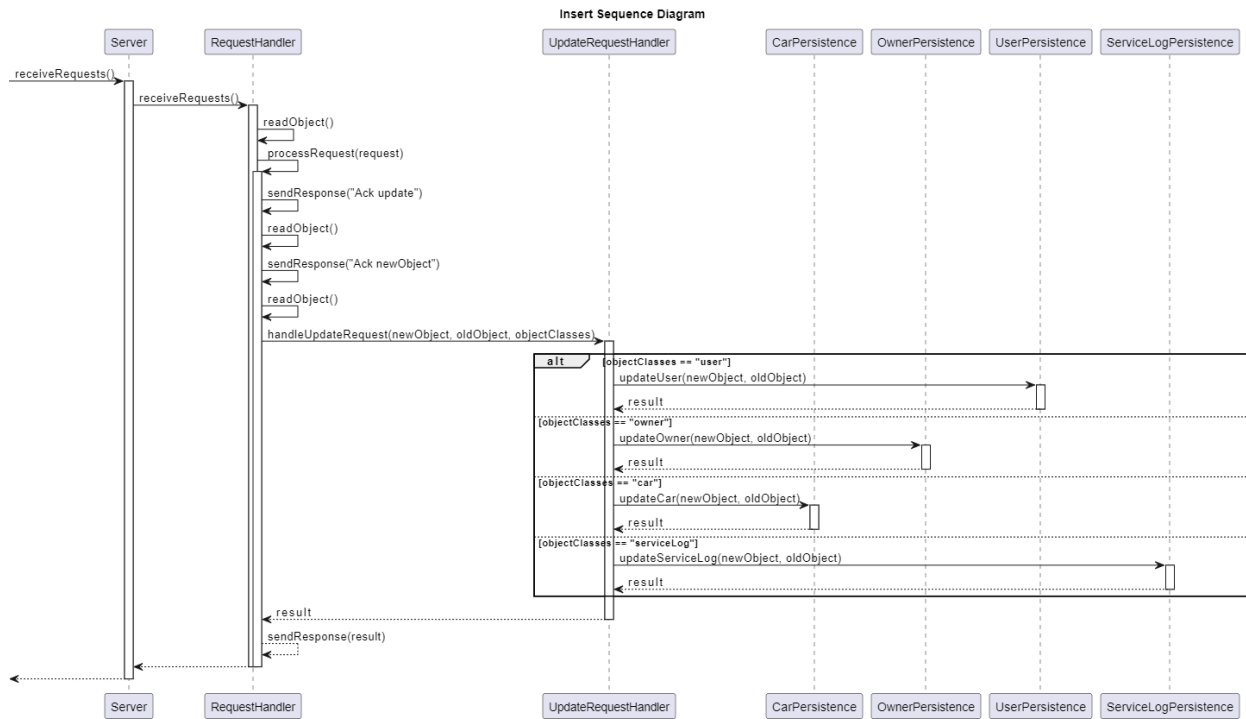 Insert Sequence Diagram
Server RequestHandler UpdateRequestHandler CarPersistence OwnerPersistence UserPersistence ServiceLogPersistence
receiveRequests()
receiveRequests()
readObject()
processRequest(request)
sendResponse("Ack update")
readObject()
sendResponse("Ack newObject")
readObject()
handleUpdateRequest(newObject, oldObject, objectClasses)
alt [objectClasses == "user"]
updateUser(newObject, oldObject)
result
[objectClasses == "owner"]
updateOwner(newObject, oldObject)
result
[objectClasses == "car"]
updateCar(newObject, oldObject)
result
[objectClasses == "serviceLog"]
updateServiceLog(newObject, oldObject)
result
result
sendResponse(result)
Server RequestHandler UpdateRequestHandler CarPersistence OwnerPersistence UserPersistence ServiceLogPersistence